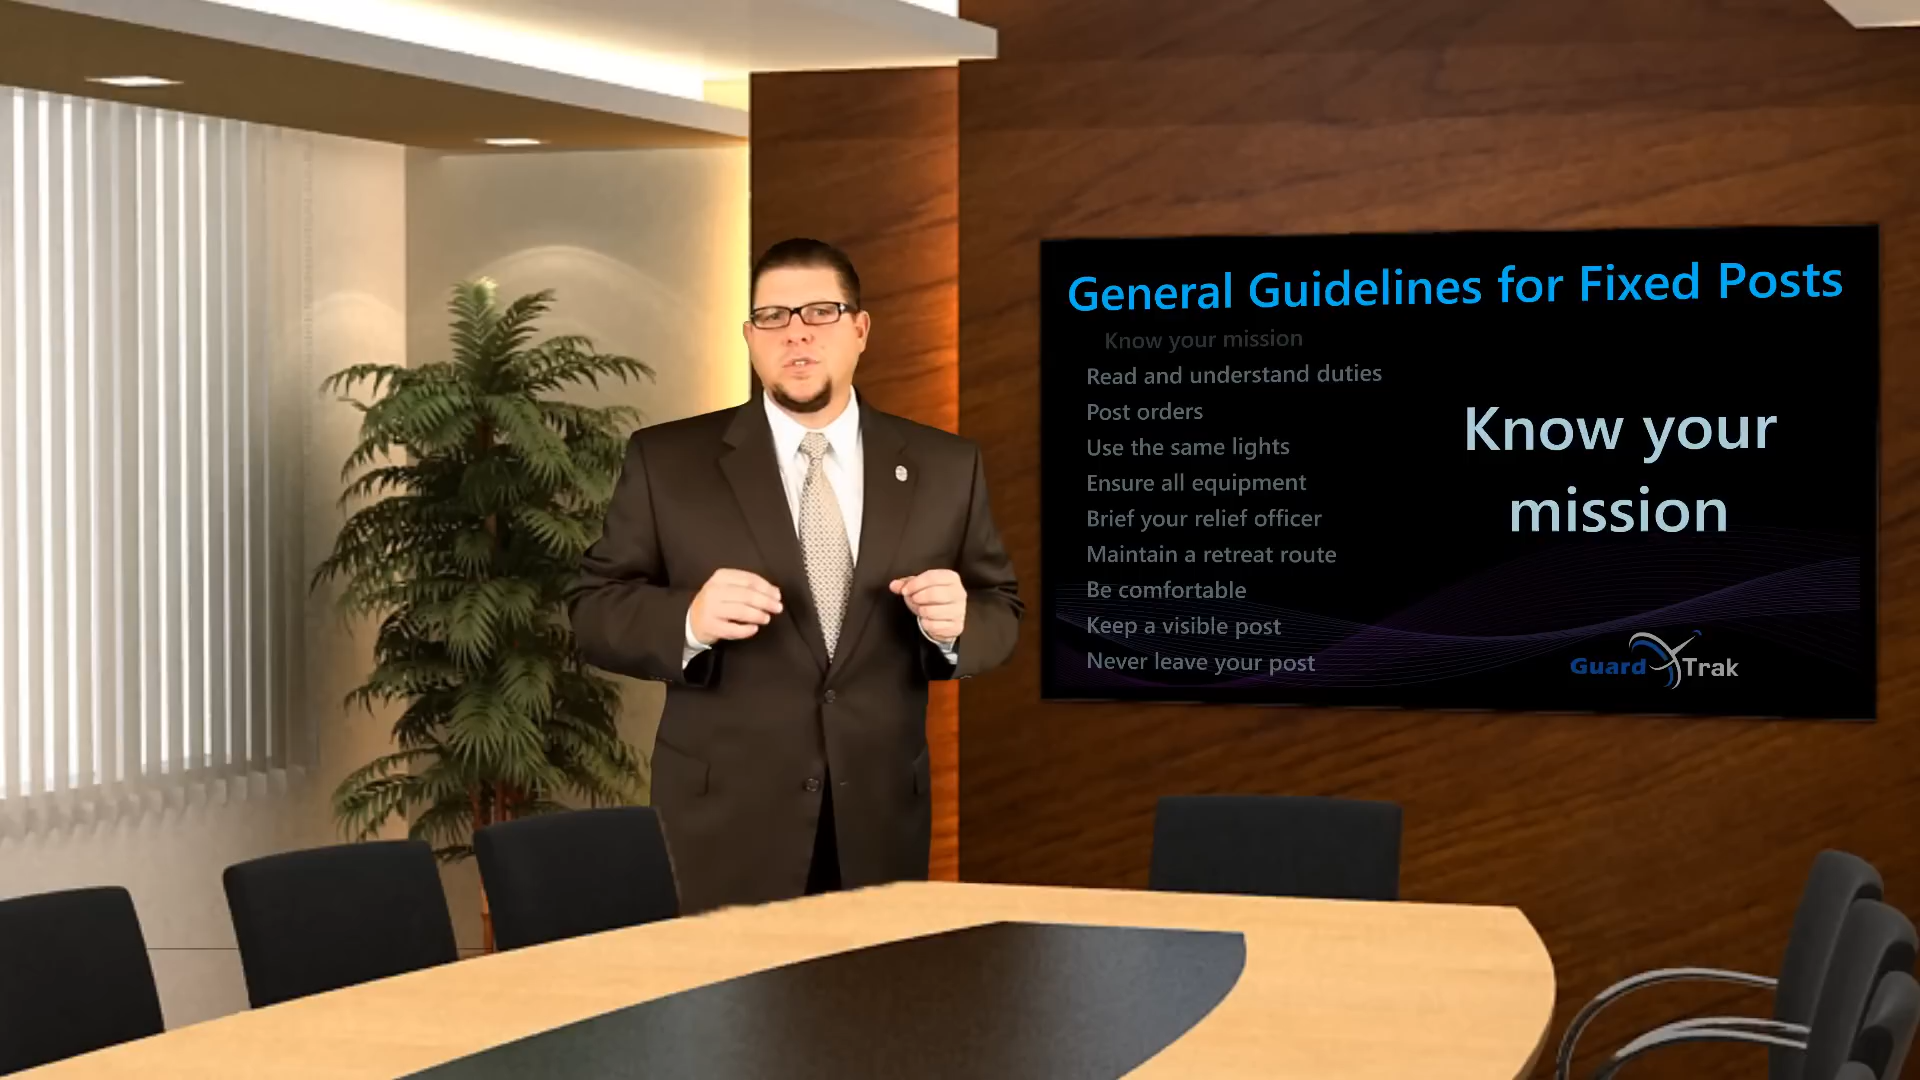 General Guidelines for Fixed Posts
Know your mission
Read and understand duties
Post orders
Use the same lights
Ensure all equipment
Brief your relief officer
Maintain a retreat route
Be comfortable
Keep a visible post
Never leave your post
Know your
mission
Guard Trak